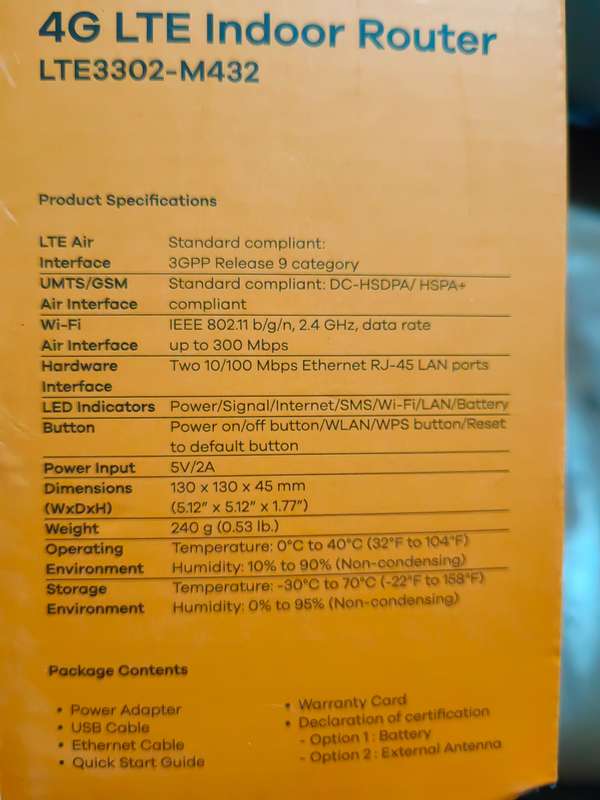 4G LTE Indoor Router
LTE3302-M432
Product Specifications
LTE Air Standard compliant:
Interface 3GPP Release 9 category
UMTS/GSM Standard compliant: DC-HSDPA/ HSPA+
Air Interface compliant
Wi-Fi IEEE 802.11 b/g/n, 2.4 GHz, data rate
Air Interface up to 300 Mbps
Hardware Two 10/100 Mbps Ethernet RJ-45 LAN ports
Interface
LED Indicators Power/Signal/Internet/SMS/Wi-Fi/LAN/Battery
Button Power on/off button/WLAN/WPS button/Reset
to default button
Power Input 5V/2A
Dimensions 130 x 130 x 45 mm
(WxDxH) (5.12” x 5.12” x 1.77”)
Weight 240 g (0.53 lb.)
Operating Temperature: 0°C to 40°C (32°F to 104°F)
Environment Humidity: 10% to 90% (Non-condensing)
Storage Temperature: -30°C to 70°C (-22°F to 158°F)
Environment Humidity: 0% to 95% (Non-condensing)
Package Contents
• Power Adapter
• USB Cable
• Ethernet Cable
• Quick Start Guide
• Warranty Card
• Declaration of certification
- Option 1 : Battery
- Option 2 : External Antenna